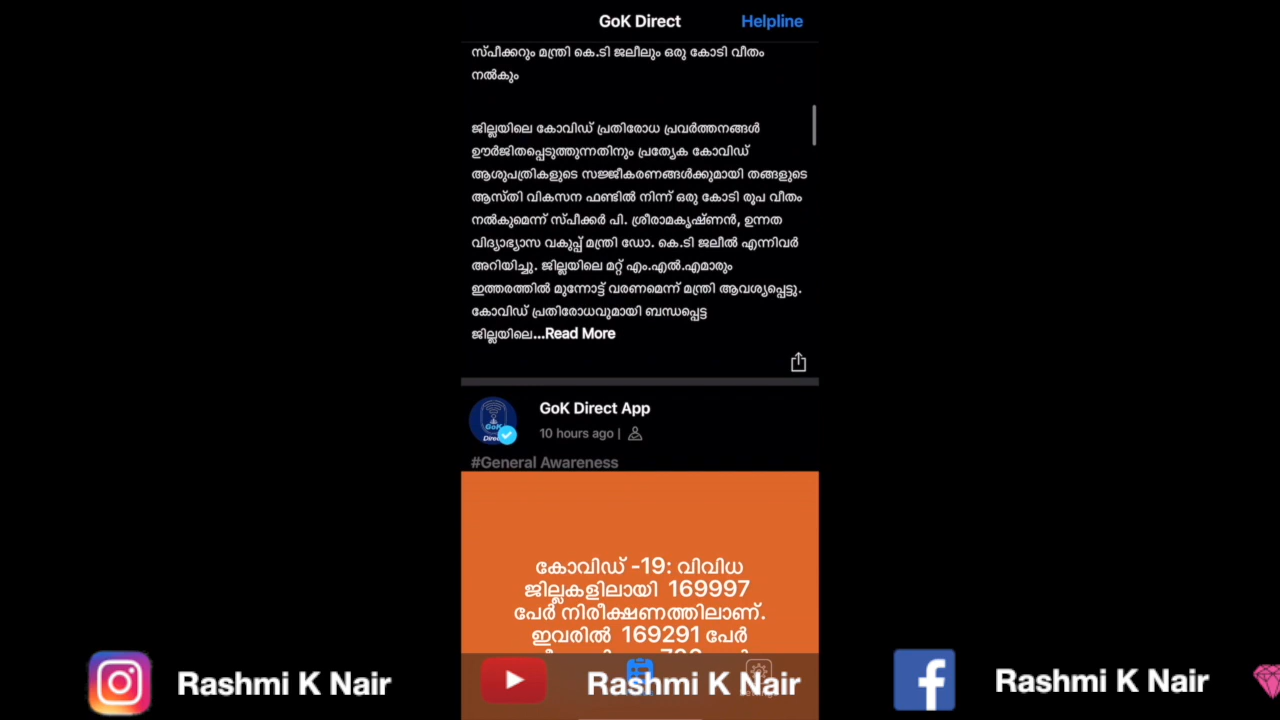 GoK Direct
Helpline
സ്പീക്കറും മന്ത്രി കെ.ടി ജലീലും ഒരു കോടി വീതം
നൽകും
ജില്ലയിലെ കോവിഡ് പ്രതിരോധ പ്രവർത്തനങ്ങൾ
ഊർജിതപ്പെടുത്തുന്നതിനും പ്രത്യേക കോവിഡ്
ആശുപത്രികളുടെ സജ്ജീകരണങ്ങൾക്കുമായി തങ്ങളുടെ
ആസ്തി വികസന ഫണ്ടിൽ നിന്ന് ഒരു കോടി രൂപ വീതം
നൽകുമെന്ന് സ്പീക്കർ പി. ശ്രീരാമകൃഷ്ണൻ, ഉന്നത
വിദ്യാഭ്യാസ വകുപ്പ് മന്ത്രി ഡോ. കെ.ടി ജലീൽ എന്നിവർ
അറിയിച്ചു. ജില്ലയിലെ മറ്റ് എം.എൽ.എമാരും
ഇത്തരത്തിൽ മുന്നോട്ട് വരണമെന്ന് മന്ത്രി ആവശ്യപ്പെട്ടു.
കോവിഡ് പ്രതിരോധവുമായി ബന്ധപ്പെട്ട
ജില്ലയിലെ...Read More
GoK Direct App
10 hours ago |
#General Awareness
കോവിഡ് -19: വിവിധ
ജില്ലകളിലായി 169997
പേർ നിരീക്ഷണത്തിലാണ്.
ഇവരിൽ 169291 പേർ
Rashmi K Nair
Rashmi K Nair
Rashmi K Nair